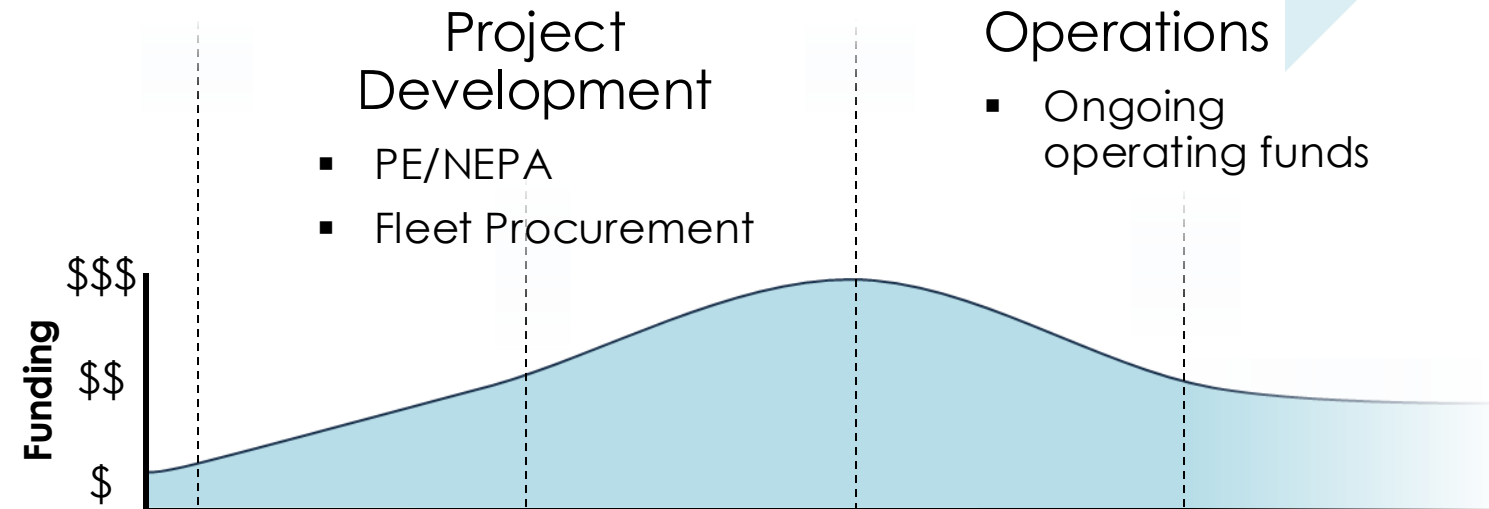 Project
Development
▪ PE/NEPA
▪ Fleet Procurement
Operations
▪ Ongoing
operating funds
Funding
$$$
$$
$